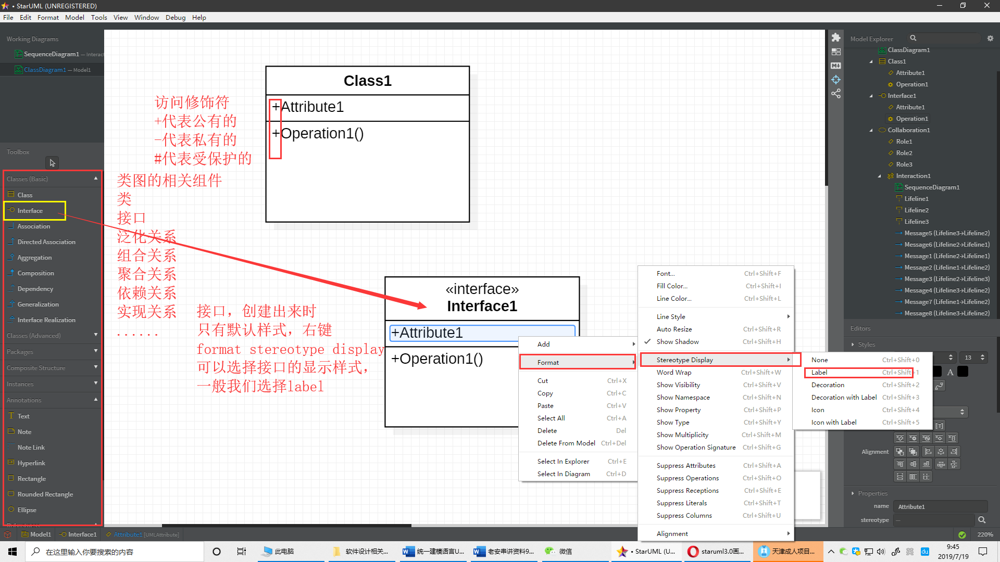 • StarUML (UNREGISTERED)
File Edit Format Model Tools View Window Debug Help
Working Diagrams
SequenceDiagram1 — Interact
ClassDiagram1 — Model1
Toolbox
Classes (Basic)
Class
Interface
Association
Directed Association
Aggregation
Composition
Dependency
Generalization
Interface Realization
Classes (Advanced)
Packages
Composite Structure
Instances
Annotations
Text
Note
Note Link
Hyperlink
Rectangle
Rounded Rectangle
Ellipse
访问修饰符
+代表公有的
-代表私有的
#代表受保护的
类图的相关组件
类
接口
泛化关系
组合关系
聚合关系
依赖关系
实现关系
......
接口，创建出来时
只有默认样式，右键
format stereotype display
可以选择接口的显示样式，
一般我们选择label
Class1
+Attribute1
+Operation1()
«interface»
Interface1
+Attribute1
+Operation1()
Add
Format
Cut Ctrl+X
Copy Ctrl+C
Paste Ctrl+V
Select All Ctrl+A
Delete Del
Delete From Model Ctrl+Del
Select In Explorer Ctrl+E
Select In Diagram Ctrl+D
Font... Ctrl+Shift+F
Fill Color... Ctrl+Shift+I
Line Color... Ctrl+Shift+L
Line Style
Auto Resize Ctrl+Shift+R
Show Shadow Ctrl+Shift+H
Stereotype Display
Word Wrap Ctrl+Shift+W
Show Visibility Ctrl+Shift+V
Show Namespace Ctrl+Shift+N
Show Property Ctrl+Shift+P
Show Type Ctrl+Shift+Y
Show Multiplicity Ctrl+Shift+M
Show Operation Signature Ctrl+Shift+G
Suppress Attributes Ctrl+Shift+A
Suppress Operations Ctrl+Shift+O
Suppress Receptions Ctrl+Shift+E
Suppress Literals Ctrl+Shift+T
Suppress Columns Ctrl+Shift+U
Alignment
None Ctrl+Shift+0
Label Ctrl+Shift+1
Decoration Ctrl+Shift+2
Decoration with Label Ctrl+Shift+3
Icon Ctrl+Shift+4
Icon with Label Ctrl+Shift+5
Model Explorer
ClassDiagram1
Class1
Attribute1
Operation1
Interface1
Attribute1
Operation1
Collaboration1
Role1
Role2
Role3
Interaction1
SequenceDiagram1
Lifeline1
Lifeline2
Lifeline3
Message5 (Lifeline3→Lifeline2)
Message6 (Lifeline2→Lifeline1)
Message1 (Lifeline2→Lifeline1)
Message2 (Lifeline1→Lifeline2)
Message3 (Lifeline2→Lifeline3)
Message4 (Lifeline3→Lifeline2)
Message7 (Lifeline1→Lifeline2)
Message8 (Lifeline3→Lifeline2)
Editors
Styles
13
A
Alignment
Properties
name Attribute1
stereotype —
Model1 Interface1 Attribute1 [UMLAttribute]
220%
在这里输入你要搜索的内容
此电脑
软件设计相关...
统一建模语言U...
老安串讲资料9...
微信
• StarUML (U...
staruml3.0画...
天津成人项目...
英
du
9:45
2019/7/19